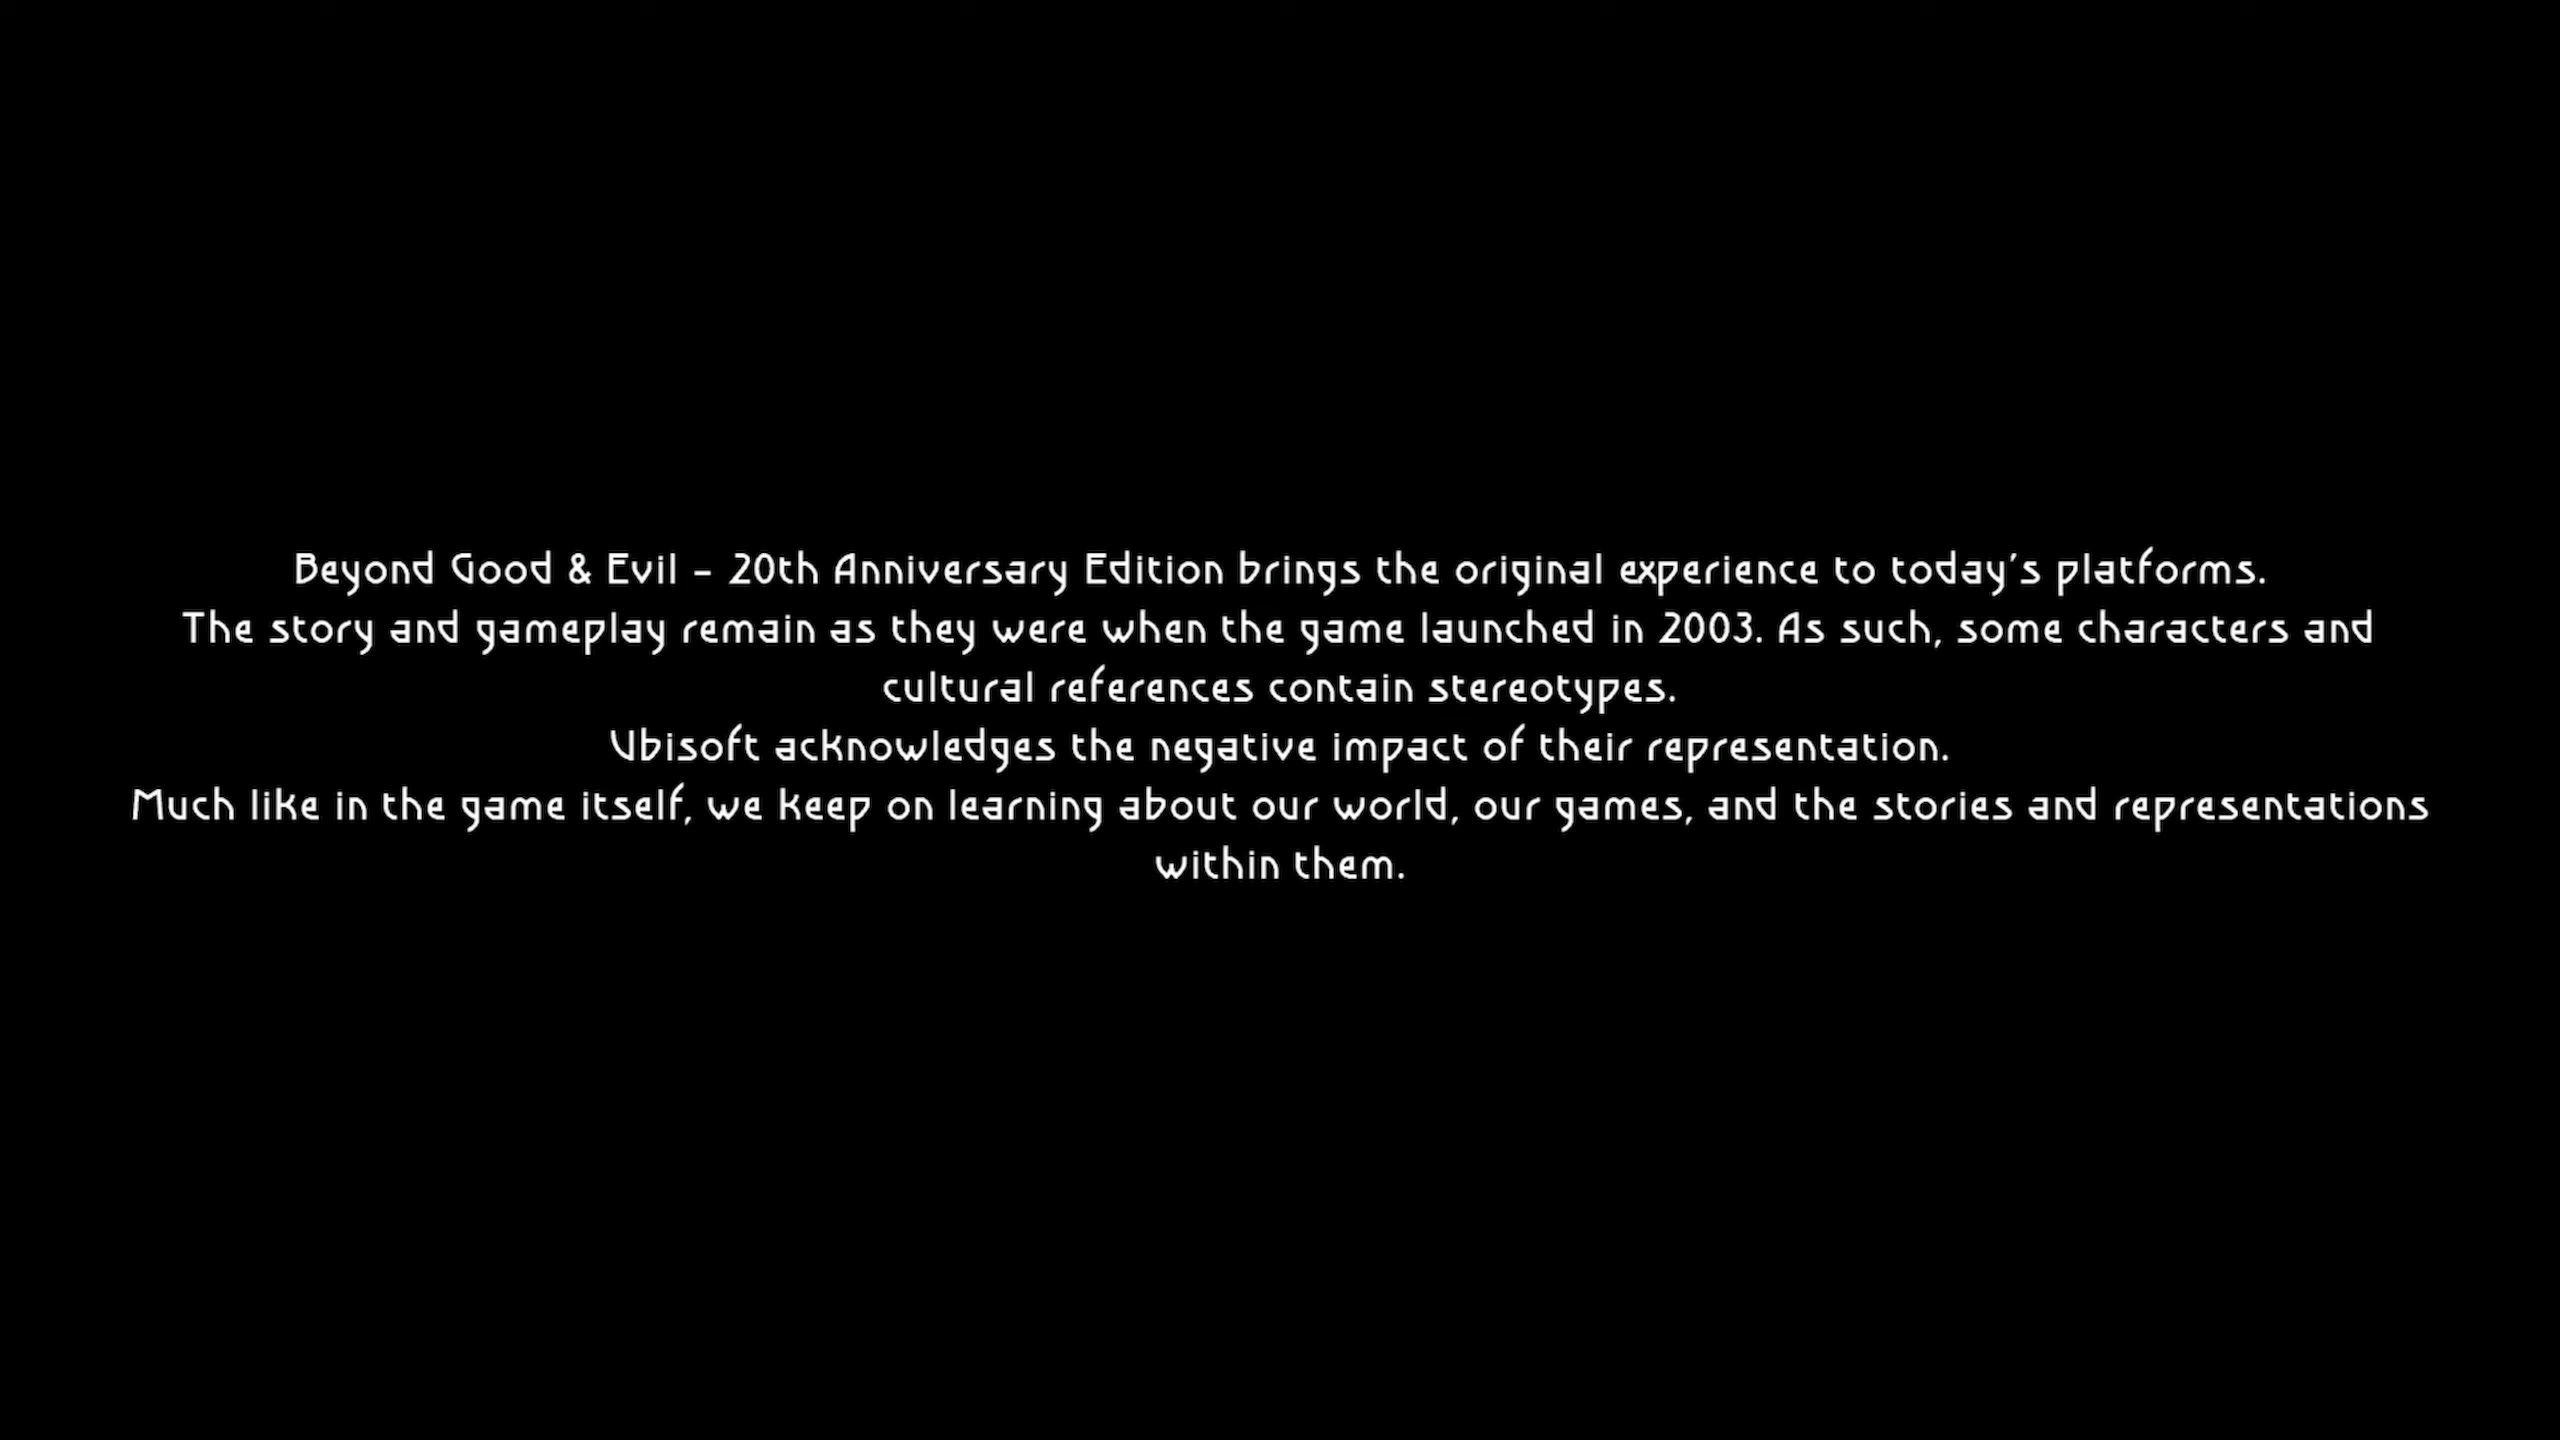 Beyond Good & Evil - 20th Anniversary Edition brings the original experience to today's platforms.
The story and gameplay remain as they were when the game launched in 2003. As such, some characters and
cultural references contain stereotypes.
Ubisoft acknowledges the negative impact of their representation.
Much like in the game itself, we keep on learning about our world, our games, and the stories and representations
within them.